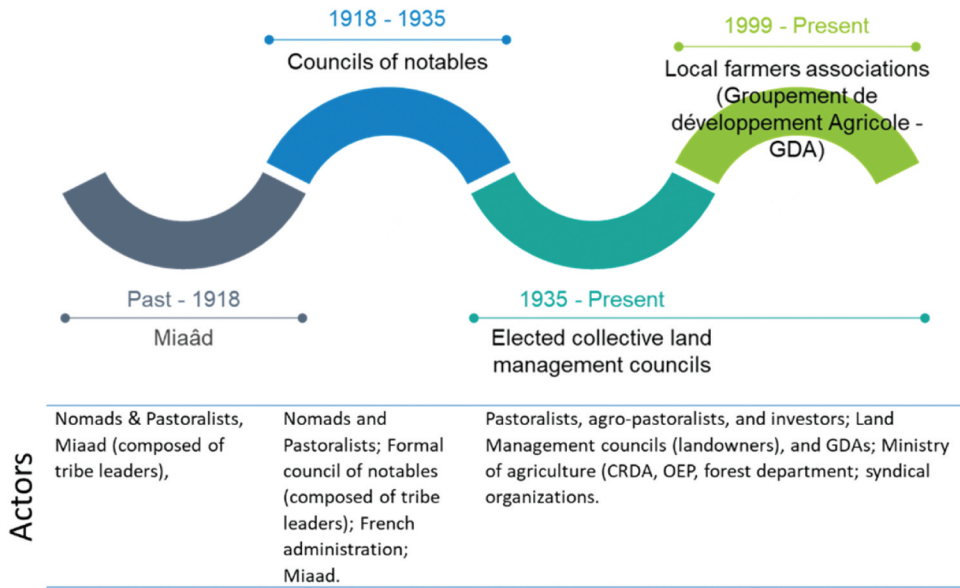 1918 - 1935
Councils of notables
1999 - Present
Local farmers associations
(Groupement de
développement Agricole -
GDA)
Past - 1918
Miaâd
1935 - Present
Elected collective land
management councils
Actors
Nomads & Pastoralists,
Miaad (composed of
tribe leaders),
Nomads and
Pastoralists; Formal
council of notables
(composed of tribe
leaders); French
administration;
Miaad.
Pastoralists, agro-pastoralists, and investors; Land
Management councils (landowners), and GDAs; Ministry
of agriculture (CRDA, OEP, forest department; syndical
organizations.